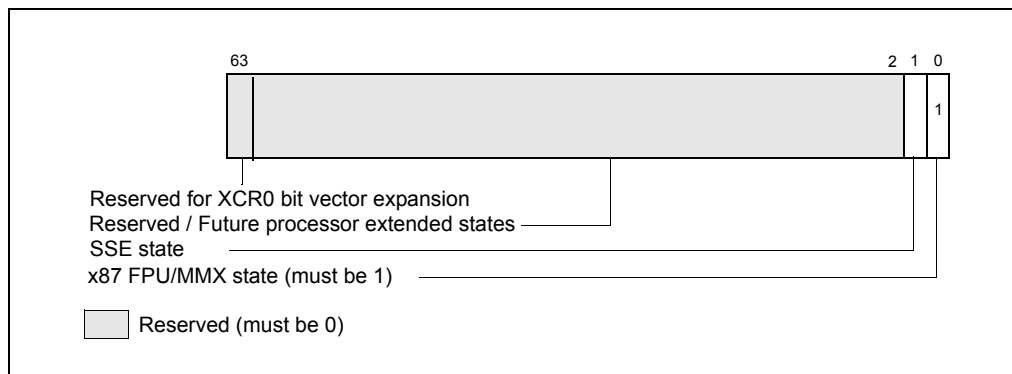 63 2 1 0
1
Reserved for XCR0 bit vector expansion
Reserved / Future processor extended states
SSE state
x87 FPU/MMX state (must be 1)
Reserved (must be 0)